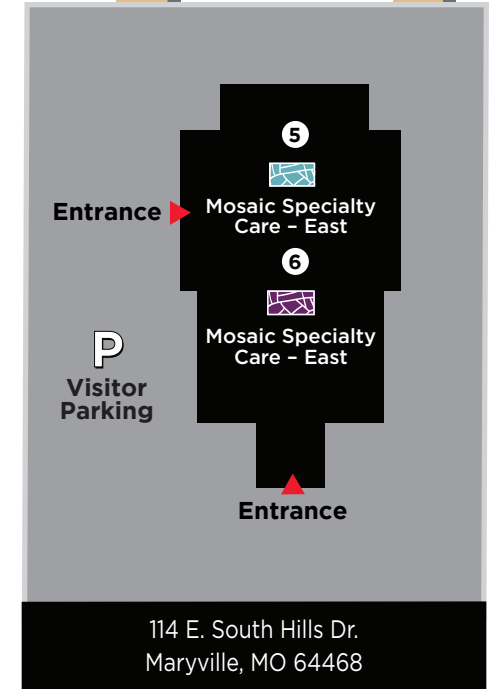 5
Mosaic Specialty
Care – East
Entrance
6
Mosaic Specialty
Care – East
P
Visitor
Parking
Entrance
114 E. South Hills Dr.
Maryville, MO 64468